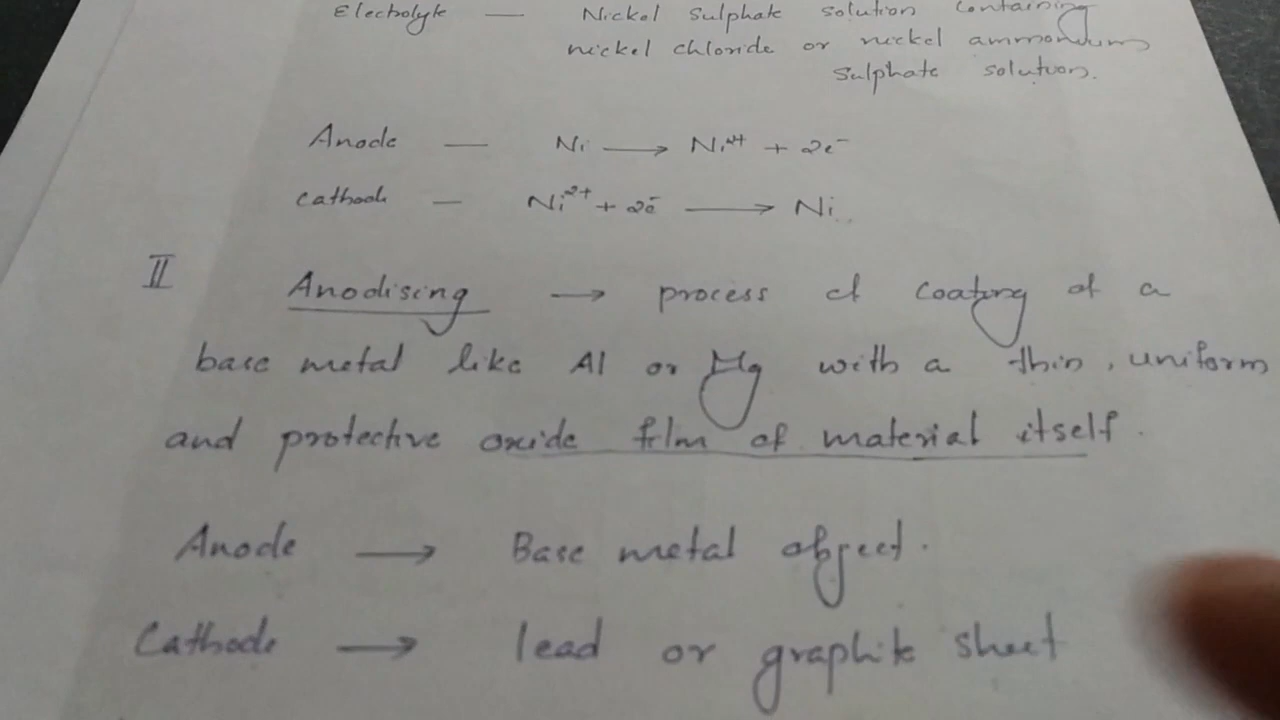 Electrolyte — Nickel sulphate solution containing
nickel chloride or nickel ammonium
sulphate solution.
Anode — Ni → Ni²⁺ + 2e⁻
Cathode — Ni²⁺ + 2e⁻ → Ni
II Anodising → process of coating of a
base metal like Al or Mg with a thin, uniform
and protective oxide film of material itself.
Anode → Base metal object.
Cathode → lead or graphite sheet